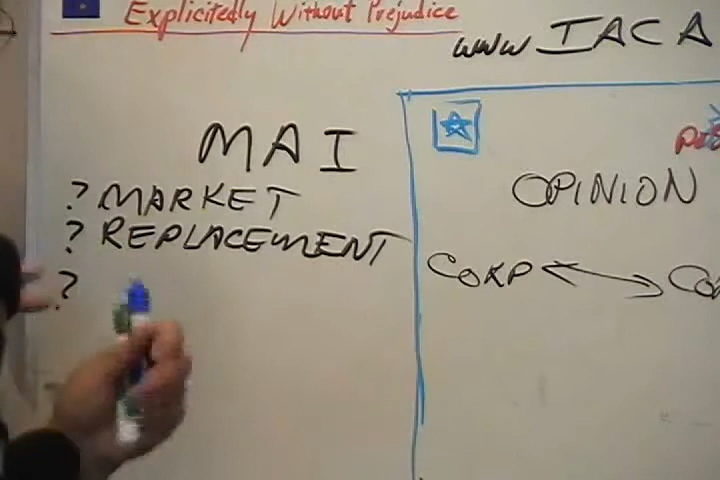 Explicitedly Without Prejudice
www IACA
MAI
? MARKET
? REPLACEMENT
?
OPINION
CORP